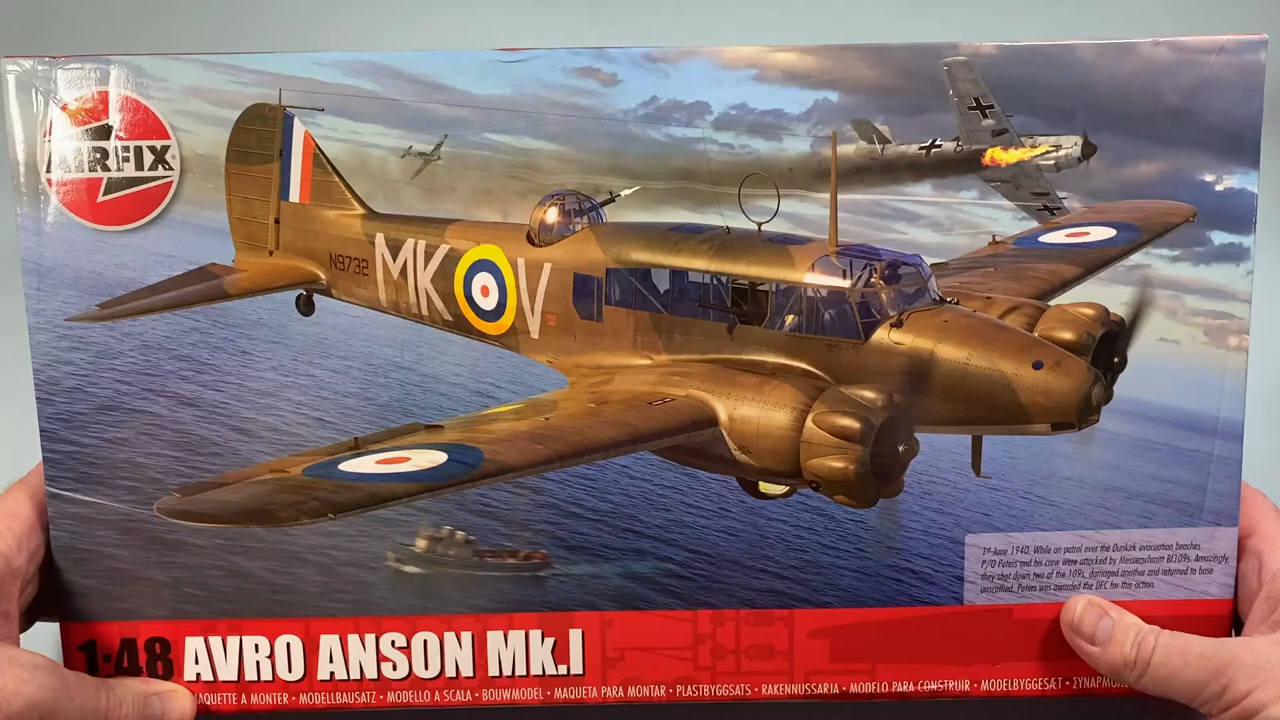 AIRFIX
N9732
MK V
1st June 1940. While on patrol over the Dunkirk evacuation beaches
P/O Peters and his crew were attacked by Messerschmitt Bf109s. Amazingly,
they shot down two of the 109s, damaged another and returned to base
unscathed. Peters was awarded the DFC for this action.
1:48 AVRO ANSON Mk.I
MAQUETTE A MONTER • MODELLBAUSATZ • MODELLO A SCALA • BOUWMODEL • MAQUETA PARA MONTAR • PLASTBYGGSATS • RAKENNUSSARJA • MODELO PARA CONSTRUIR • MODELBYGGESÆT •